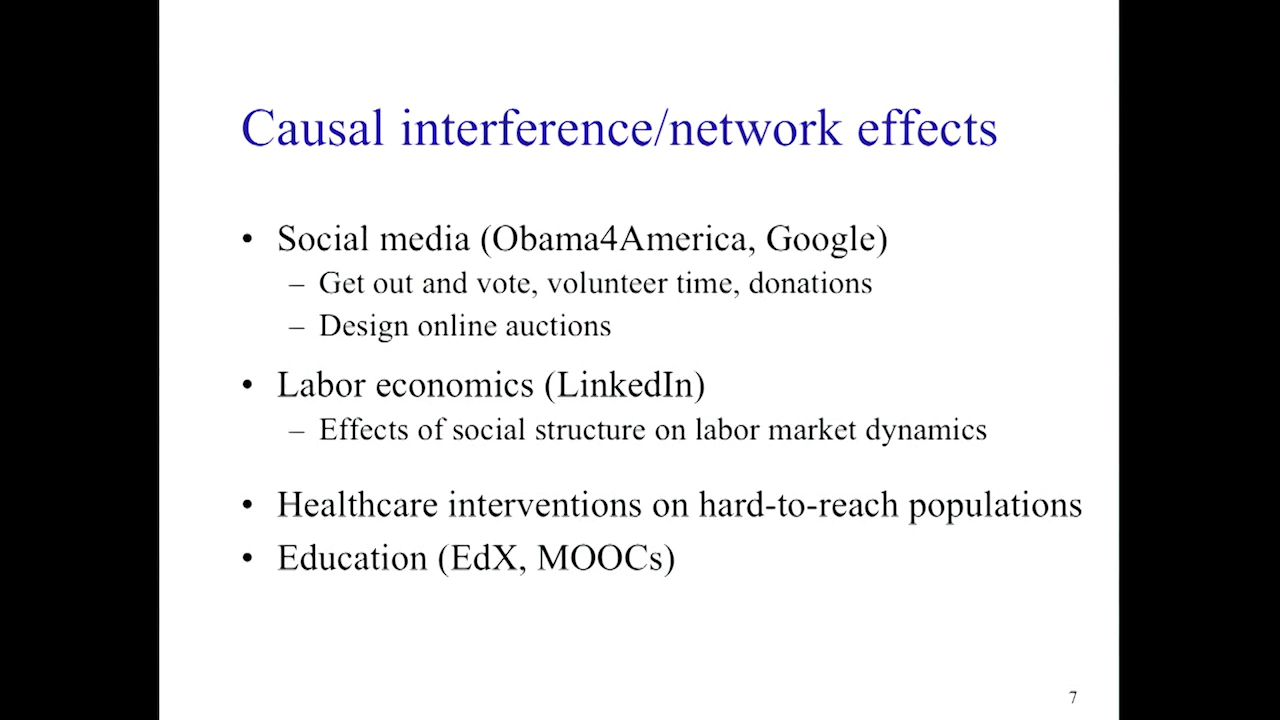 Causal interference/network effects
• Social media (Obama4America, Google)
– Get out and vote, volunteer time, donations
– Design online auctions
• Labor economics (LinkedIn)
– Effects of social structure on labor market dynamics
• Healthcare interventions on hard-to-reach populations
• Education (EdX, MOOCs)
7